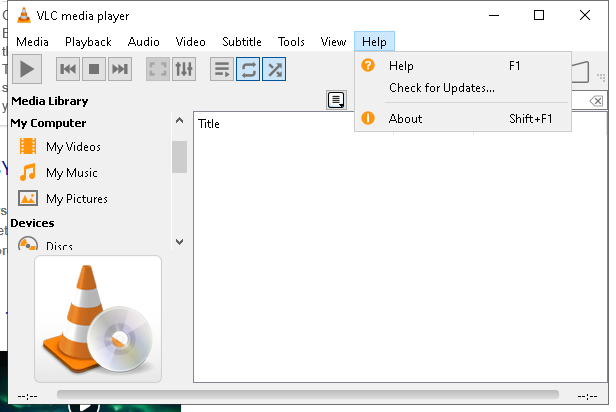 VLC media player
Media Playback Audio Video Subtitle Tools View Help
Help F1
Check for Updates...
About Shift+F1
Media Library
My Computer
My Videos
My Music
My Pictures
Devices
Discs
Title
--:-- --:--